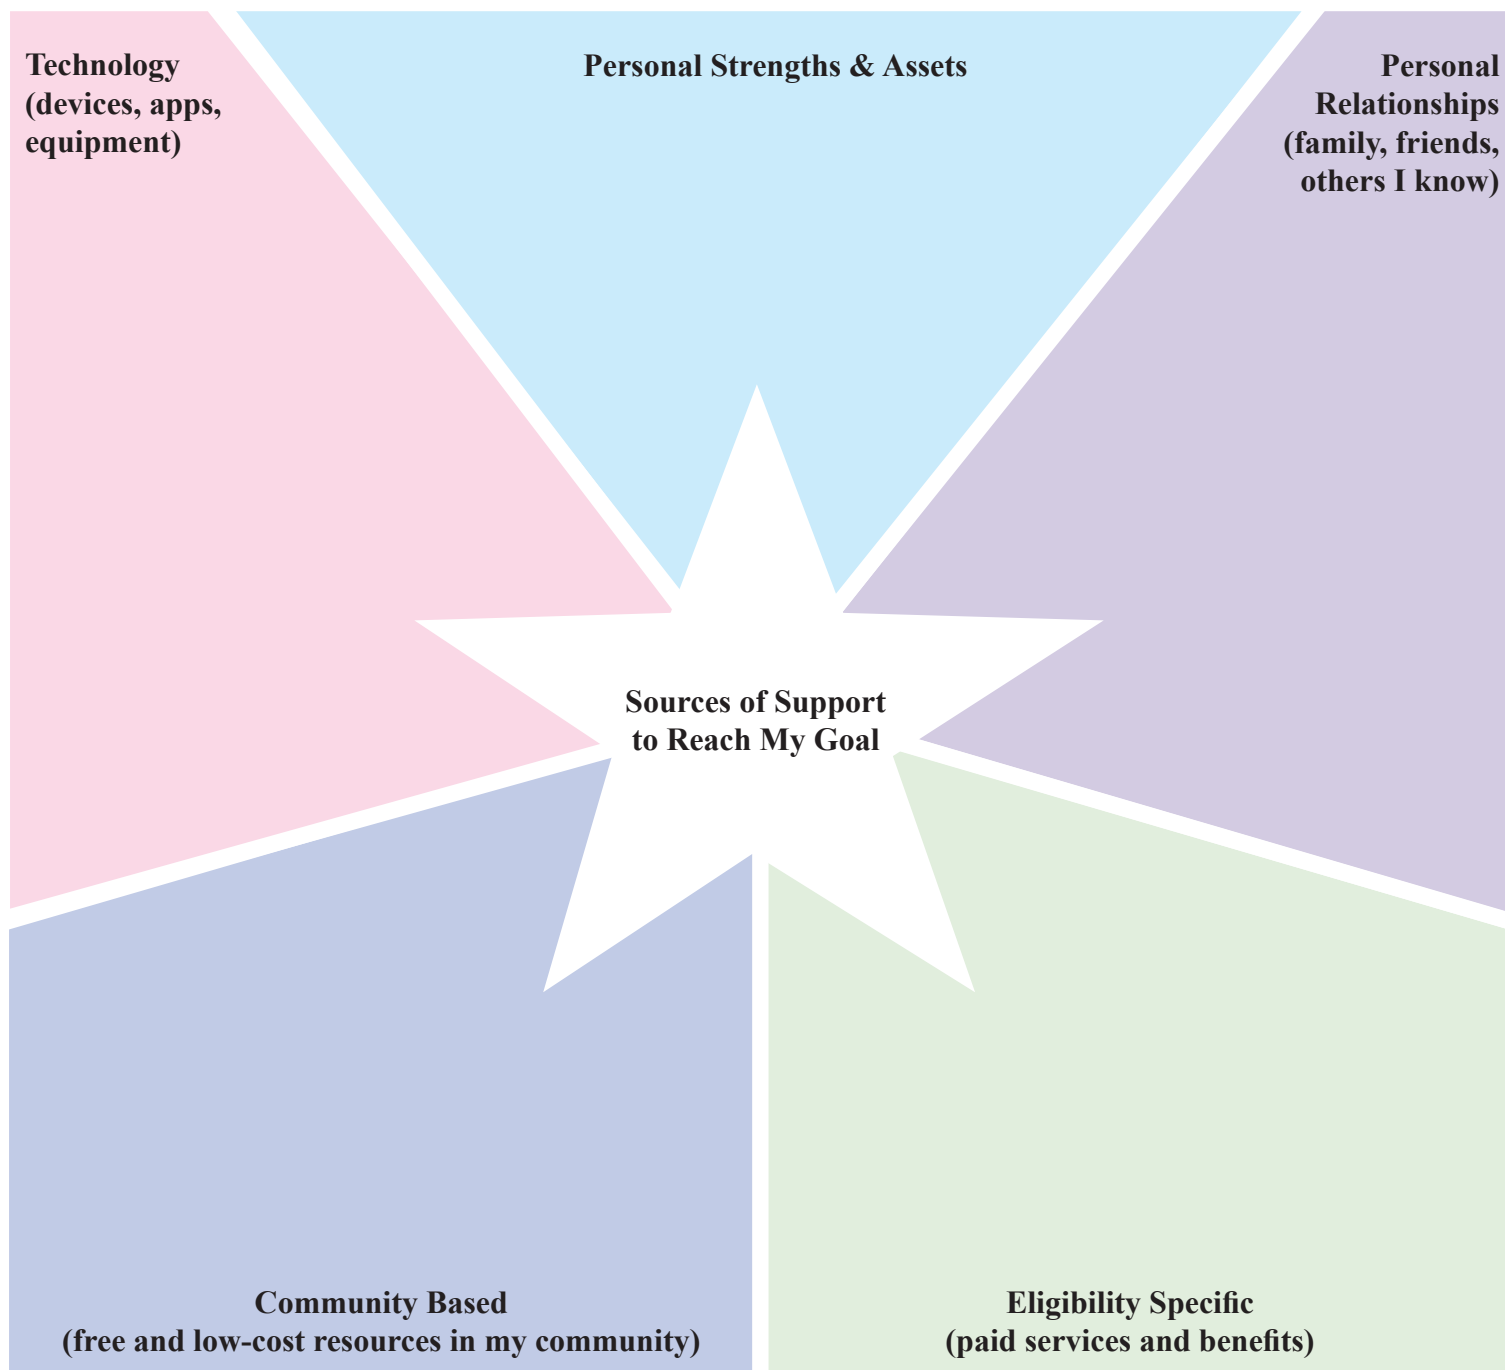 Technology
(devices, apps,
equipment)
Personal Strengths & Assets
Personal
Relationships
(family, friends,
others I know)
Sources of Support
to Reach My Goal
Community Based
(free and low-cost resources in my community)
Eligibility Specific
(paid services and benefits)